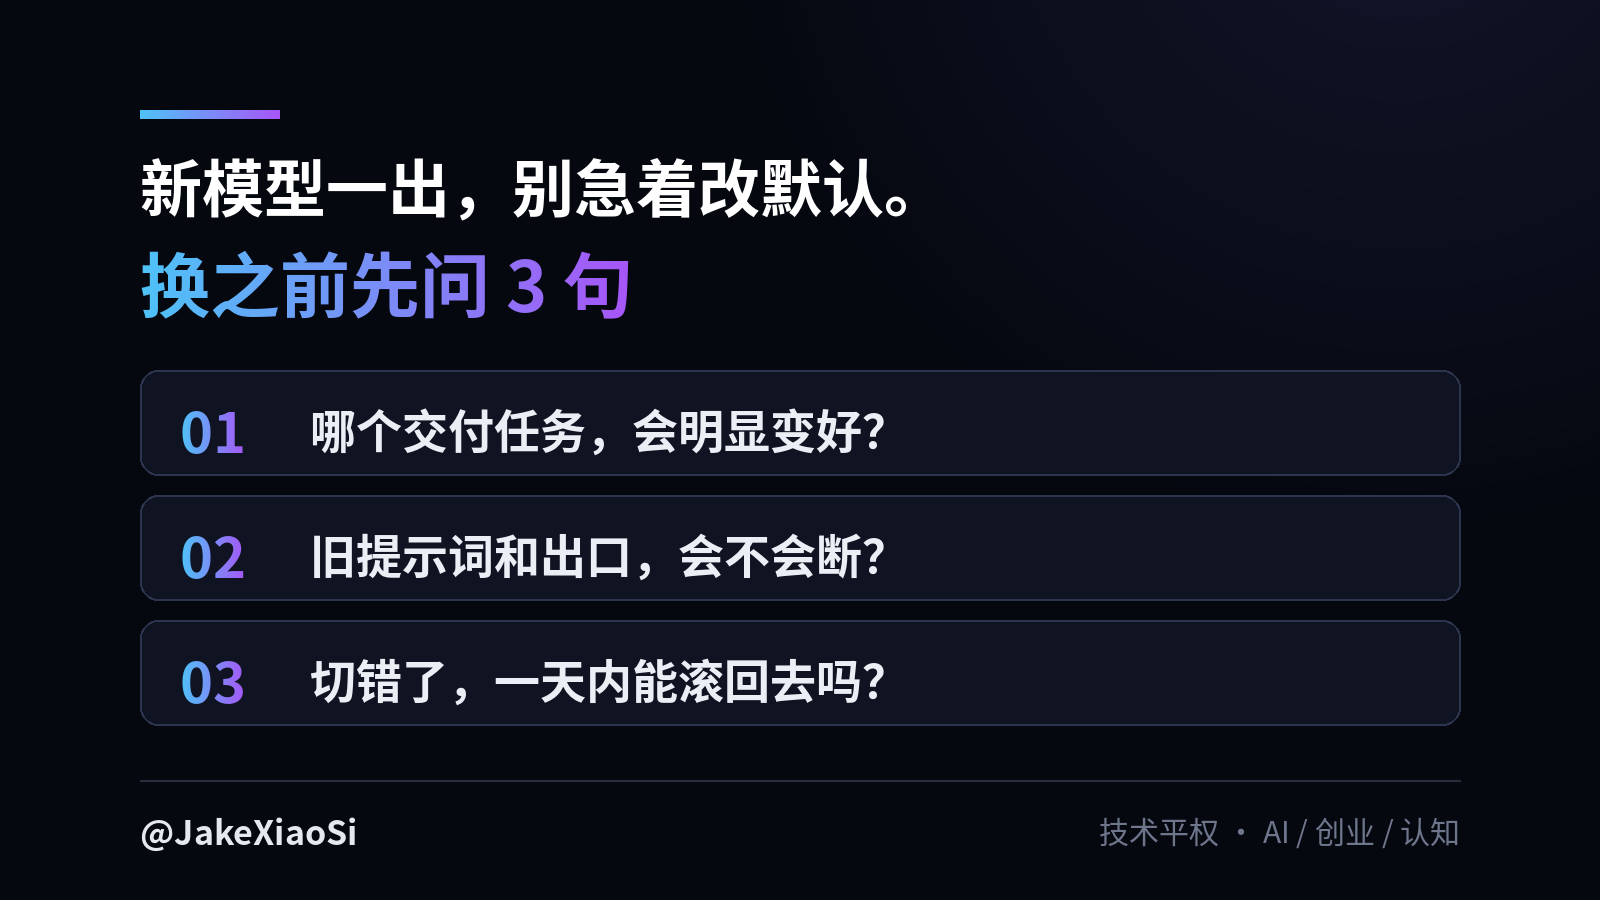 新模型一出，别急着改默认。
换之前先问 3 句
01 哪个交付任务，会明显变好？
02 旧提示词和出口，会不会断？
03 切错了，一天内能滚回去吗？
@JakeXiaoSi
技术平权 · AI / 创业 / 认知